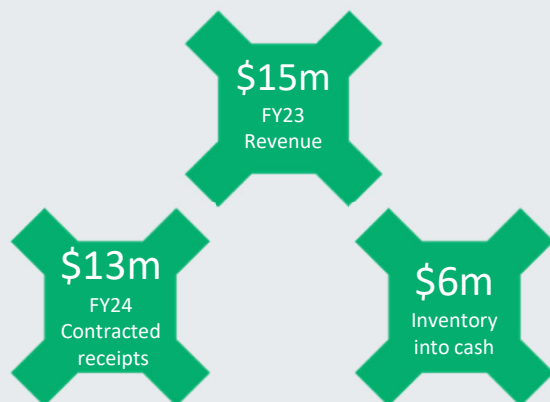 $15m
FY23
Revenue
$13m
FY24
Contracted
receipts
$6m
Inventory
into cash